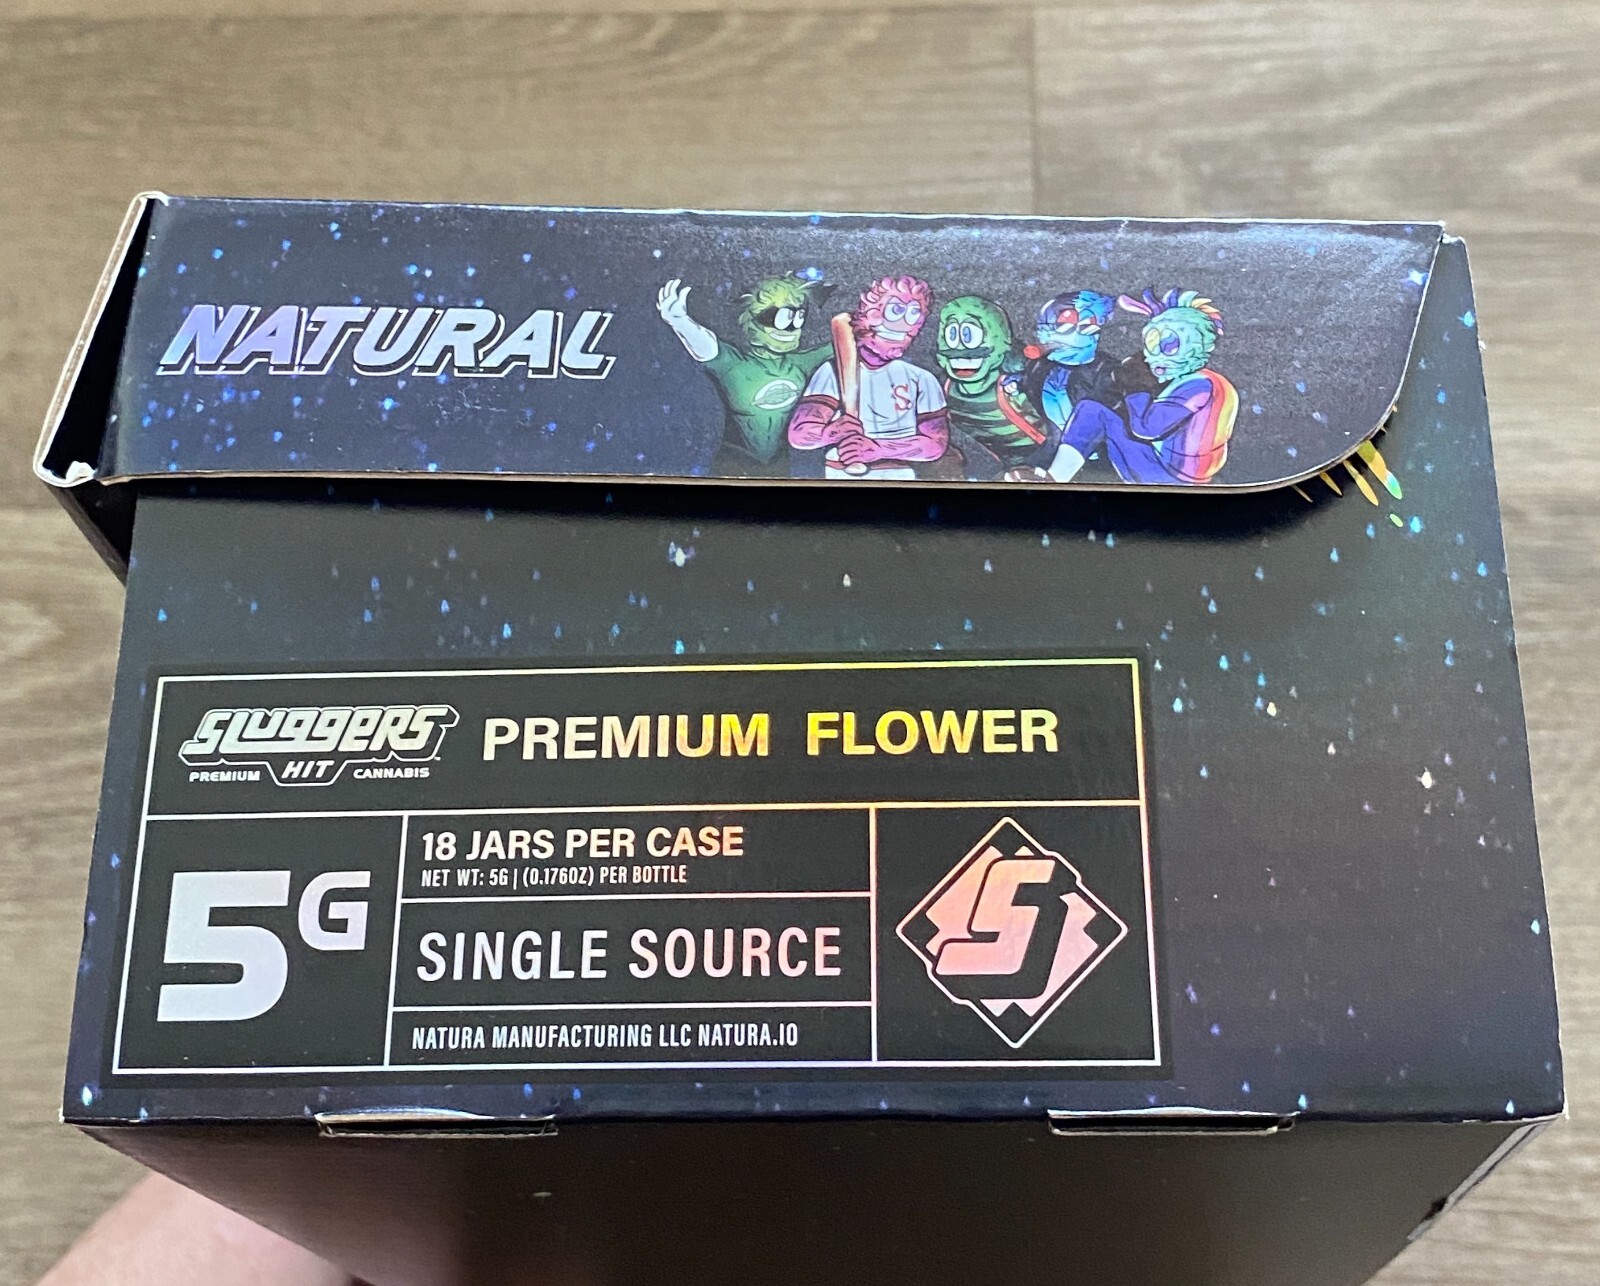 NATURAL
S
SLUGGERS
PREMIUM HIT CANNABIS
PREMIUM FLOWER
5G
18 JARS PER CASE
NET WT: 5G | (0.176OZ) PER BOTTLE
SINGLE SOURCE
NATURA MANUFACTURING LLC NATURA.IO